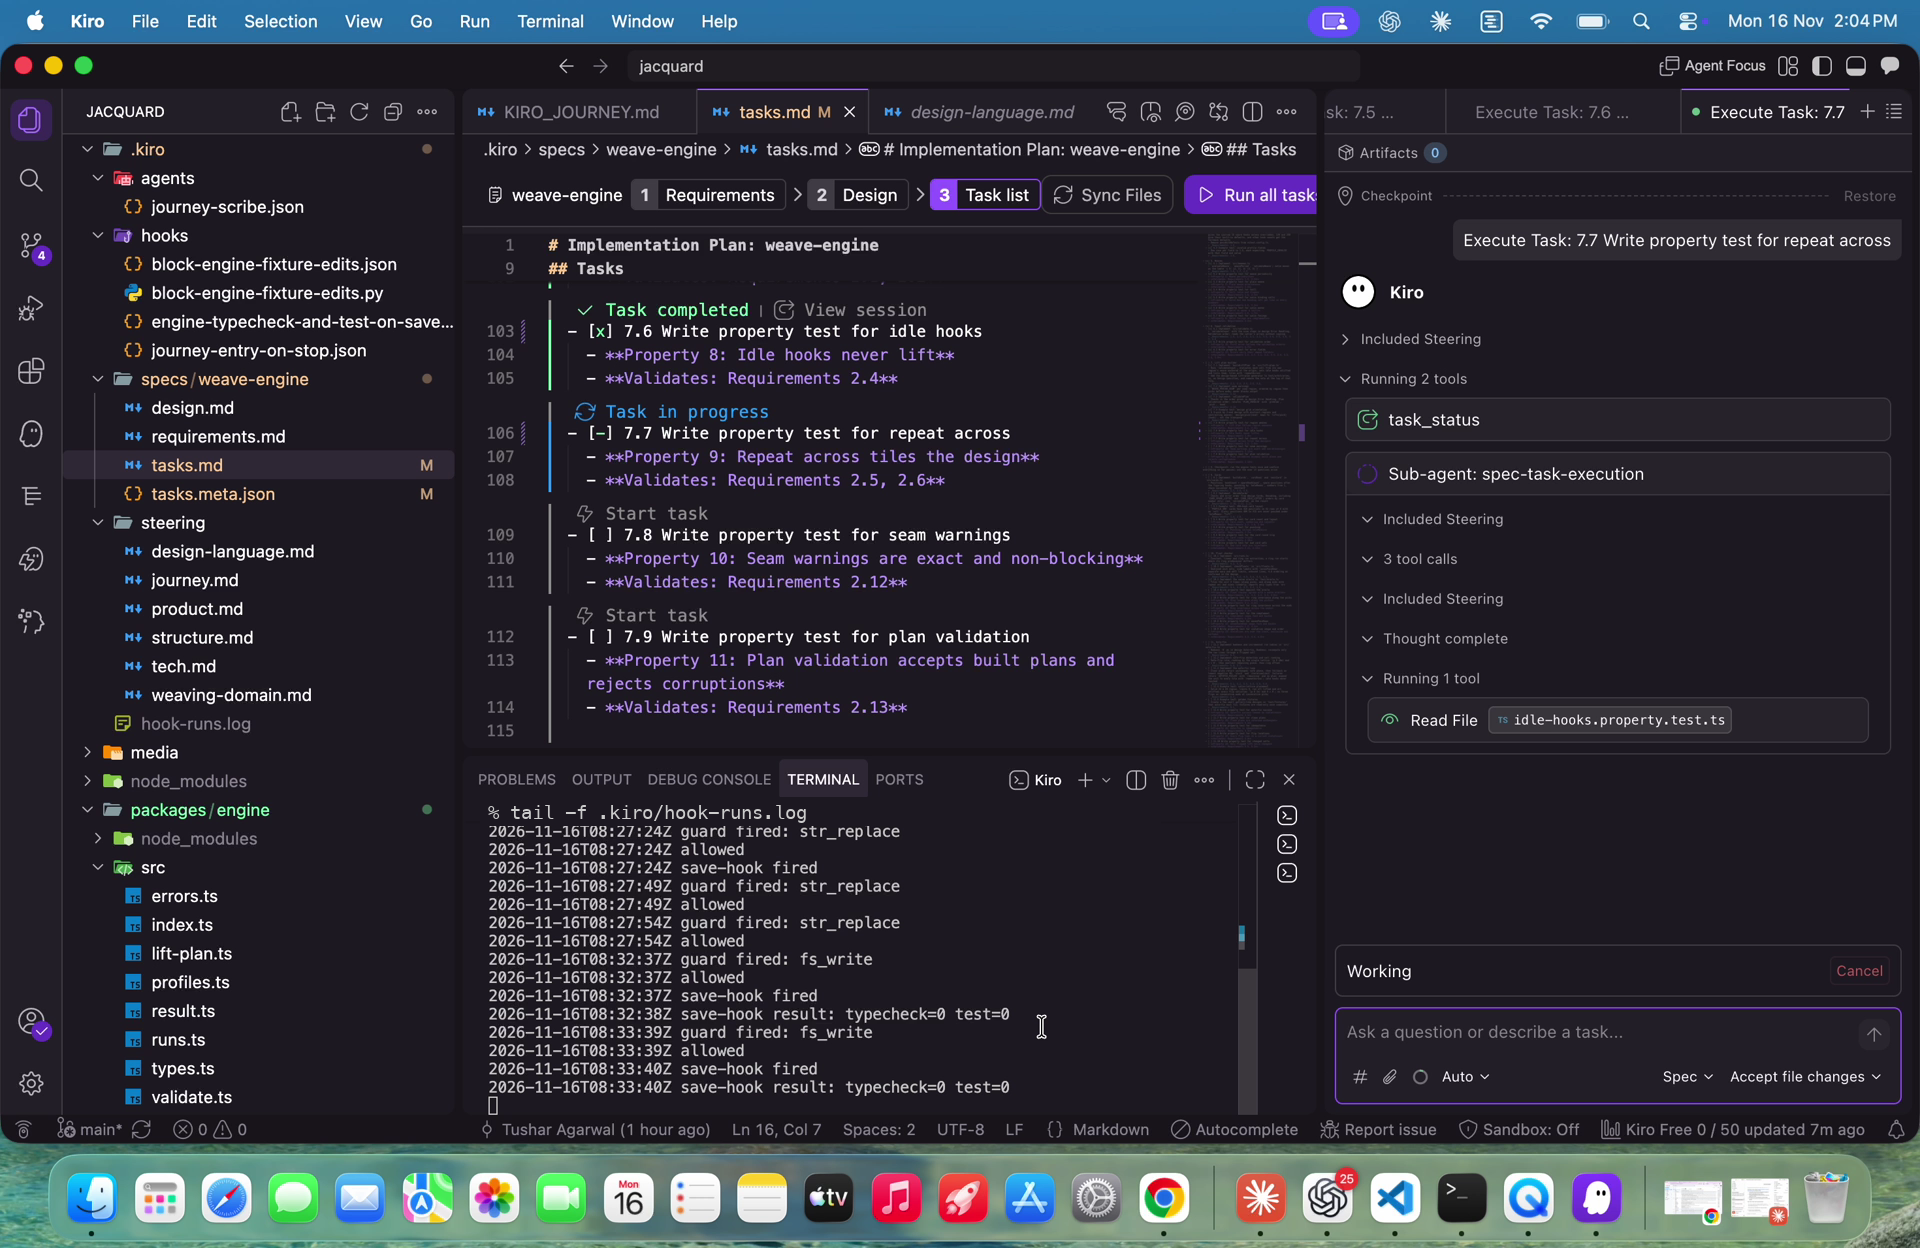 Kiro File Edit Selection View Go Run Terminal Window Help Mon 16 Nov 2:04 PM
jacquard
Agent Focus
JACQUARD
.kiro
agents
journey-scribe.json
hooks
block-engine-fixture-edits.json
block-engine-fixture-edits.py
engine-typecheck-and-test-on-save...
journey-entry-on-stop.json
specs/weave-engine
design.md
requirements.md
tasks.md M
tasks.meta.json M
steering
design-language.md
journey.md
product.md
structure.md
tech.md
weaving-domain.md
hook-runs.log
media
node_modules
packages/engine
node_modules
src
errors.ts
index.ts
lift-plan.ts
profiles.ts
result.ts
runs.ts
types.ts
validate.ts
4
KIRO_JOURNEY.md tasks.md M design-language.md
.kiro > specs > weave-engine > tasks.md > # Implementation Plan: weave-engine > ## Tasks
weave-engine 1 Requirements > 2 Design > 3 Task list Sync Files Run all tasks
1 # Implementation Plan: weave-engine
9 ## Tasks
Task completed | View session
103 - [x] 7.6 Write property test for idle hooks
104 - **Property 8: Idle hooks never lift**
105 - **Validates: Requirements 2.4**
Task in progress
106 - [-] 7.7 Write property test for repeat across
107 - **Property 9: Repeat across tiles the design**
108 - **Validates: Requirements 2.5, 2.6**
Start task
109 - [ ] 7.8 Write property test for seam warnings
110 - **Property 10: Seam warnings are exact and non-blocking**
111 - **Validates: Requirements 2.12**
Start task
112 - [ ] 7.9 Write property test for plan validation
113 - **Property 11: Plan validation accepts built plans and
rejects corruptions**
114 - **Validates: Requirements 2.13**
115
PROBLEMS OUTPUT DEBUG CONSOLE TERMINAL PORTS Kiro
% tail -f .kiro/hook-runs.log
2026-11-16T08:27:24Z guard fired: str_replace
2026-11-16T08:27:24Z allowed
2026-11-16T08:27:24Z save-hook fired
2026-11-16T08:27:49Z guard fired: str_replace
2026-11-16T08:27:49Z allowed
2026-11-16T08:27:54Z guard fired: str_replace
2026-11-16T08:27:54Z allowed
2026-11-16T08:32:37Z guard fired: fs_write
2026-11-16T08:32:37Z allowed
2026-11-16T08:32:37Z save-hook fired
2026-11-16T08:32:38Z save-hook result: typecheck=0 test=0
2026-11-16T08:33:39Z guard fired: fs_write
2026-11-16T08:33:39Z allowed
2026-11-16T08:33:40Z save-hook fired
2026-11-16T08:33:40Z save-hook result: typecheck=0 test=0
sk: 7.5 ... Execute Task: 7.6 ... Execute Task: 7.7
Artifacts 0
Checkpoint Restore
Execute Task: 7.7 Write property test for repeat across
Kiro
Included Steering
Running 2 tools
task_status
Sub-agent: spec-task-execution
Included Steering
3 tool calls
Included Steering
Thought complete
Running 1 tool
Read File TS idle-hooks.property.test.ts
Working Cancel
Ask a question or describe a task...
# Auto Spec Accept file changes
main* 0 0 Tushar Agarwal (1 hour ago) Ln 16, Col 7 Spaces: 2 UTF-8 LF {} Markdown Autocomplete Report issue Sandbox: Off Kiro Free 0 / 50 updated 7m ago
Mon
16
tv
25